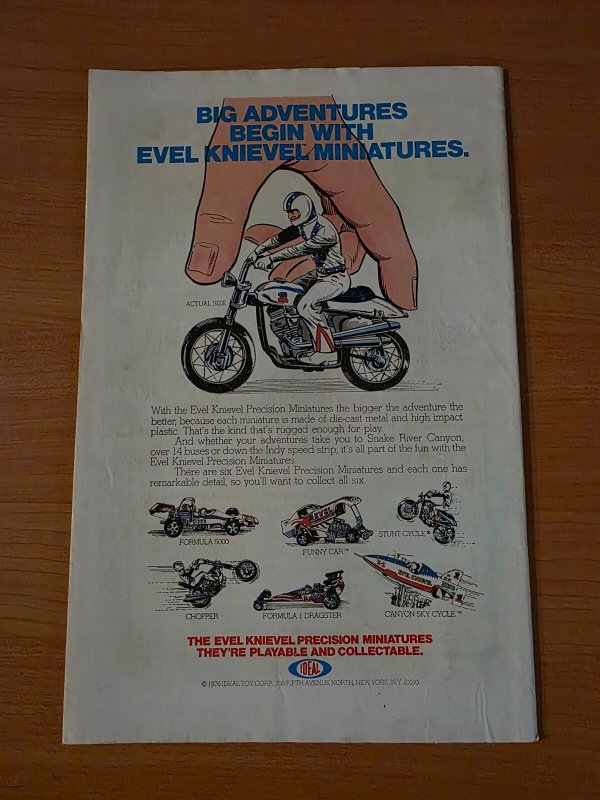 BIG ADVENTURES
BEGIN WITH
EVEL KNIEVEL™ MINIATURES.
ACTUAL SIZE
With the Evel Knievel Precision Miniatures the bigger the adventure the
better, because each miniature is made of die-cast metal and high impact
plastic. That's the kind that's rugged enough for play.
And whether your adventures take you to Snake River Canyon,
over 14 buses or down the Indy speed strip, it's all part of the fun with the
Evel Knievel Precision Miniatures.
There are six Evel Knievel Precision Miniatures and each one has
remarkable detail, so you'll want to collect all six.
EVEL
EVEL KNIEVEL
FORMULA 5000
FUNNY CAR™
STUNT CYCLE®
CHOPPER
FORMULA 1 DRAGSTER
CANYON SKY CYCLE™
THE EVEL KNIEVEL PRECISION MINIATURES
THEY'RE PLAYABLE AND COLLECTABLE.
IDEAL
© 1976 IDEAL TOY CORP., 200 FIFTH AVENUE NORTH, NEW YORK, N.Y. 10010.